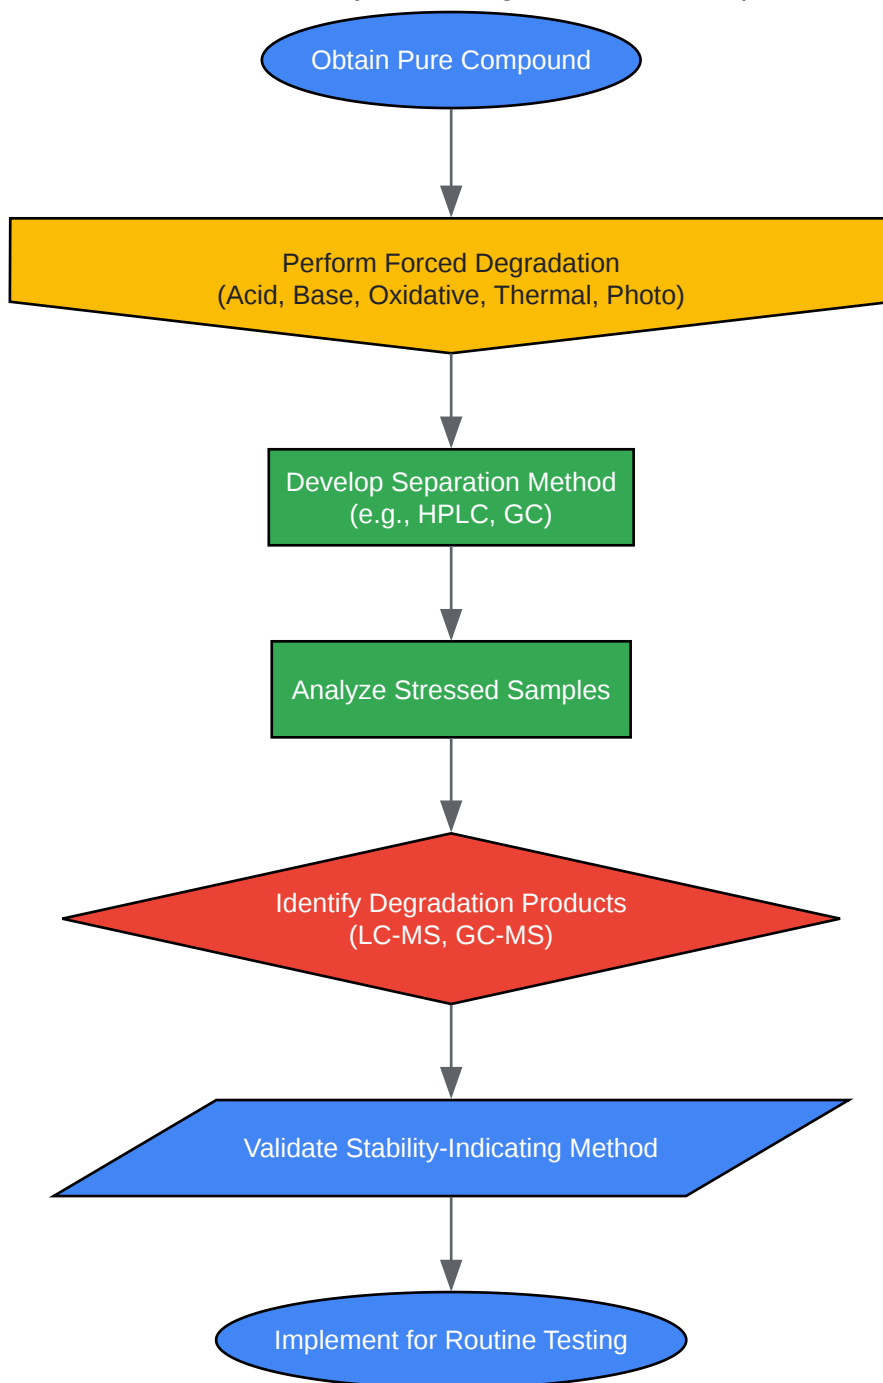 Obtain Pure Compound
Perform Forced Degradation
(Acid, Base, Oxidative, Thermal, Photo)
Develop Separation Method
(e.g., HPLC, GC)
Analyze Stressed Samples
Identify Degradation Products
(LC-MS, GC-MS)
Validate Stability-Indicating Method
Implement for Routine Testing